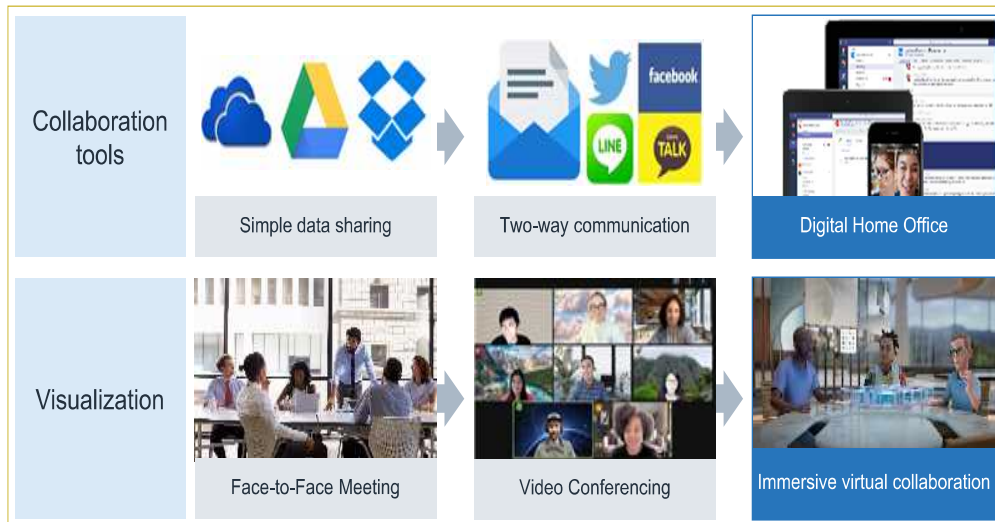 Collaboration
tools
facebook
LINE
TALK
Simple data sharing
Two-way communication
Digital Home Office
Visualization
Face-to-Face Meeting
Video Conferencing
Immersive virtual collaboration